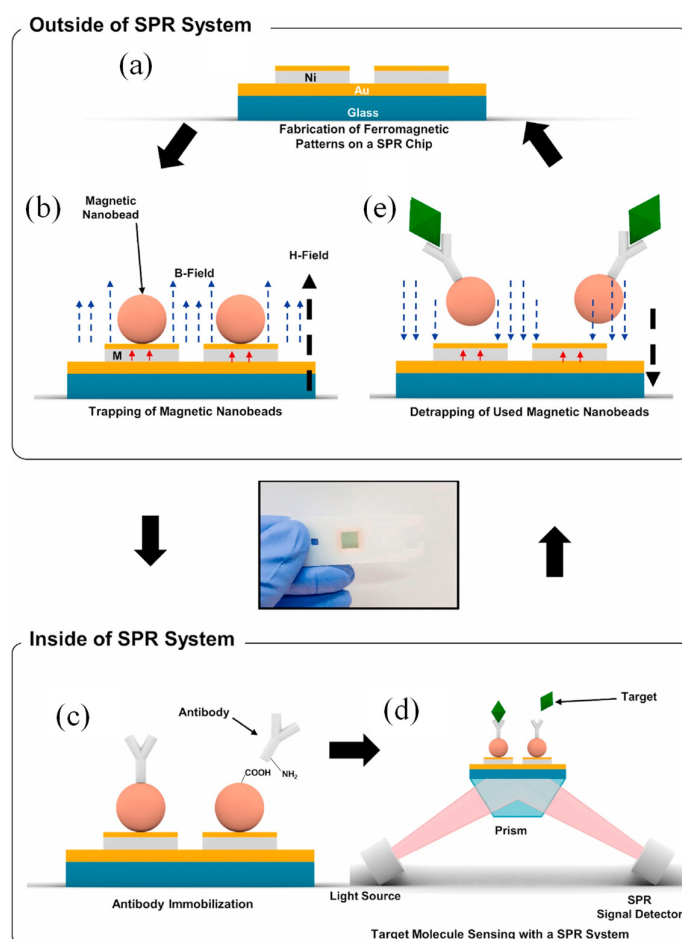 Outside of SPR System
(a)
Ni
Au
Glass
Fabrication of Ferromagnetic
Patterns on a SPR Chip
(b)
Magnetic
Nanobead
B-Field
H-Field
M
Trapping of Magnetic Nanobeads
(e)
Detrapping of Used Magnetic Nanobeads
Inside of SPR System
(c)
Antibody
COOH
NH2
Antibody Immobilization
(d)
Target
Prism
Light Source
SPR
Signal Detector
Target Molecule Sensing with a SPR System